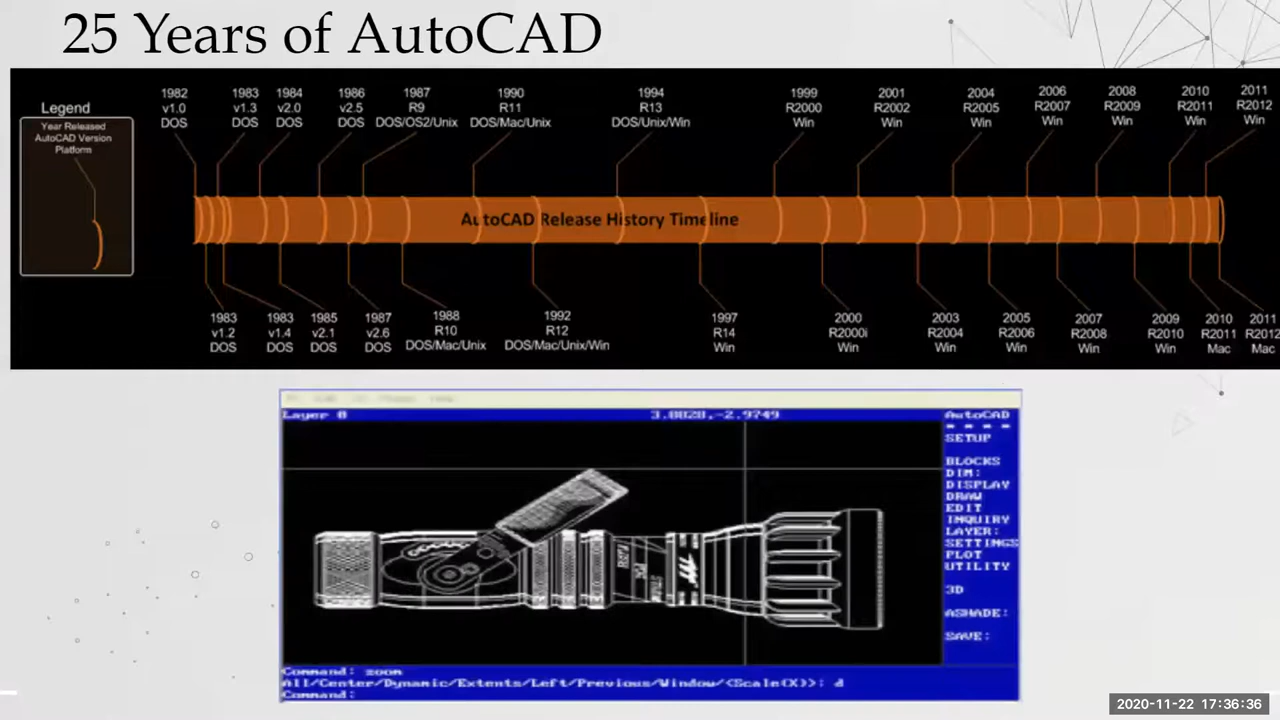 25 Years of AutoCAD
Legend
Year Released
AutoCAD Version
Platform
1982
v1.0
DOS
1983
v1.3
DOS
1984
v2.0
DOS
1986
v2.5
DOS
1987
R9
DOS/OS2/Unix
1990
R11
DOS/Mac/Unix
1994
R13
DOS/Unix/Win
1999
R2000
Win
2001
R2002
Win
2004
R2005
Win
2006
R2007
Win
2008
R2009
Win
2010
R2011
Win
2011
R2012
Win
AutoCAD Release History Timeline
1983
v1.2
DOS
1983
v1.4
DOS
1985
v2.1
DOS
1987
v2.6
DOS
1988
R10
DOS/Mac/Unix
1992
R12
DOS/Mac/Unix/Win
1997
R14
Win
2000
R2000i
Win
2003
R2004
Win
2005
R2006
Win
2007
R2008
Win
2009
R2010
Win
2010
R2011
Mac
2011
R2012
Mac
Layer 0 3.8828,-2.9749 AutoCAD
* * * *
SETUP
BLOCKS
DIM:
DISPLAY
DRAW
EDIT
INQUIRY
LAYER:
SETTINGS
PLOT
UTILITY
3D
ASHADE:
SAVE:
Command: zoom
All/Center/Dynamic/Extents/Left/Previous/Window/<Scale(X)>: d
Command:
2020-11-22 17:36:36